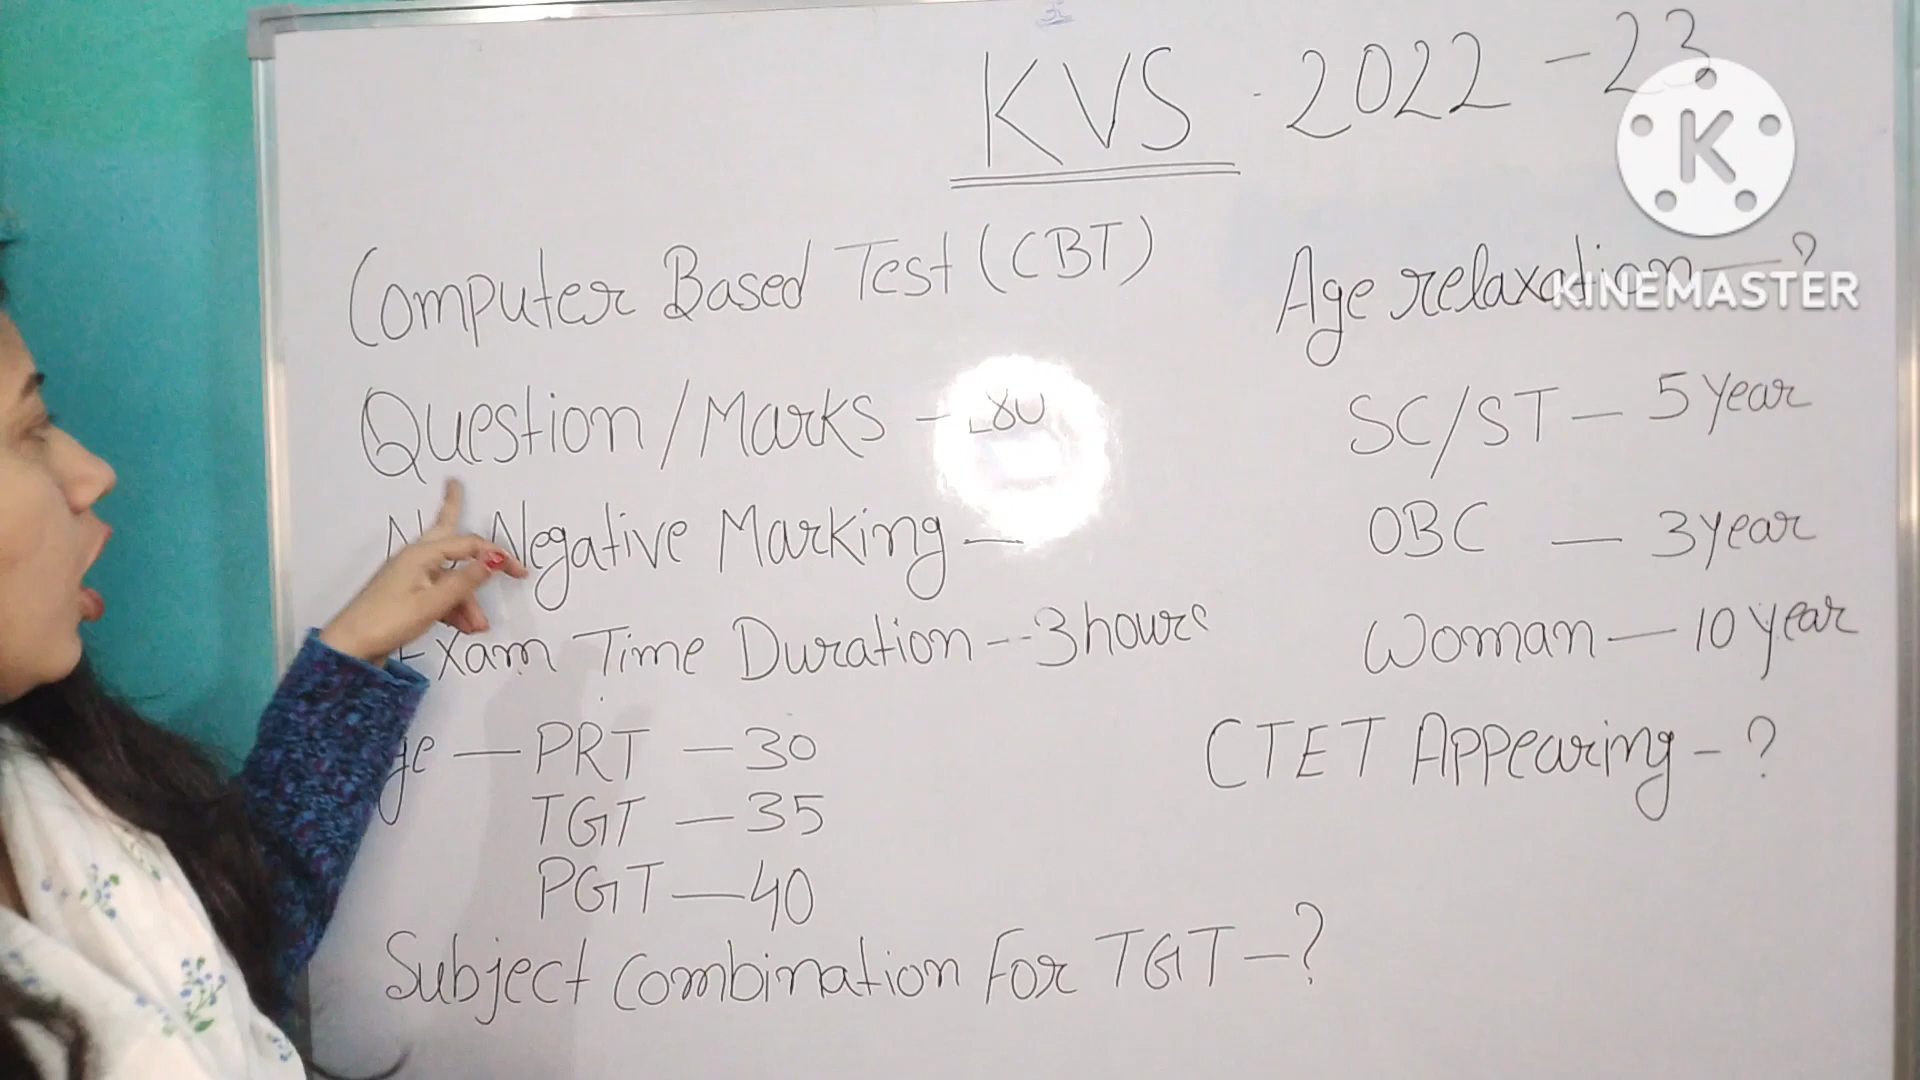 KVS - 2022 - 23
Computer Based Test (CBT)
Question / Marks - 180
Negative Marking —
Exam Time Duration -- 3 hours
— PRT — 30
TGT — 35
PGT — 40
Subject Combination For TGT - ?
Age relaxation — ?
SC/ST — 5 year
OBC — 3 year
Woman — 10 year
CTET Appearing - ?
K
KINEMASTER